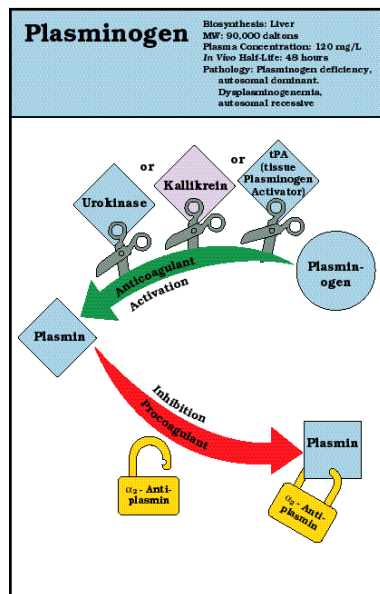 Plasminogen
Biosynthesis: Liver
MW: 90,000 daltons
Plasma Concentration: 120 mg/L
In Vivo Half-Life: 48 hours
Pathology: Plasminogen deficiency,
autosomal dominant.
Dysplasminogenemia,
autosomal recessive
Urokinase
or
Kallikrein
or
tPA
(tissue
Plasminogen
Activator)
Anticoagulant
Activation
Plasmin-
ogen
Plasmin
Inhibition
Procoagulant
α2 - Anti-
plasmin
Plasmin
α2 - Anti-
plasmin